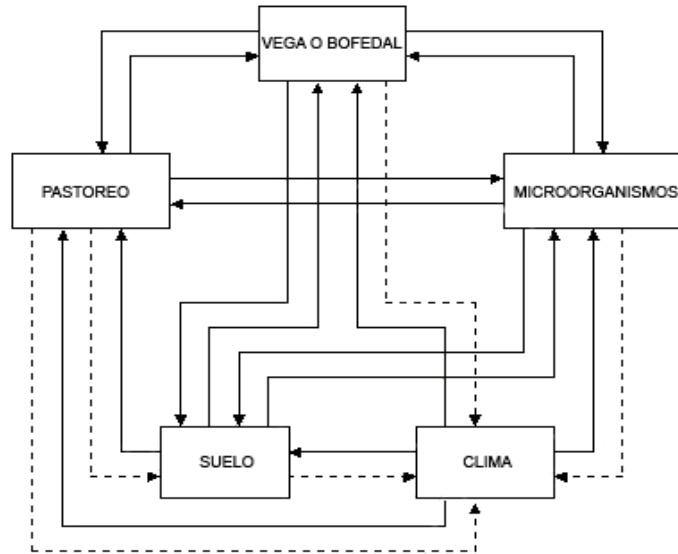 VEGA O BOFEDAL
PASTOREO
MICROORGANISMOS
SUELO
CLIMA